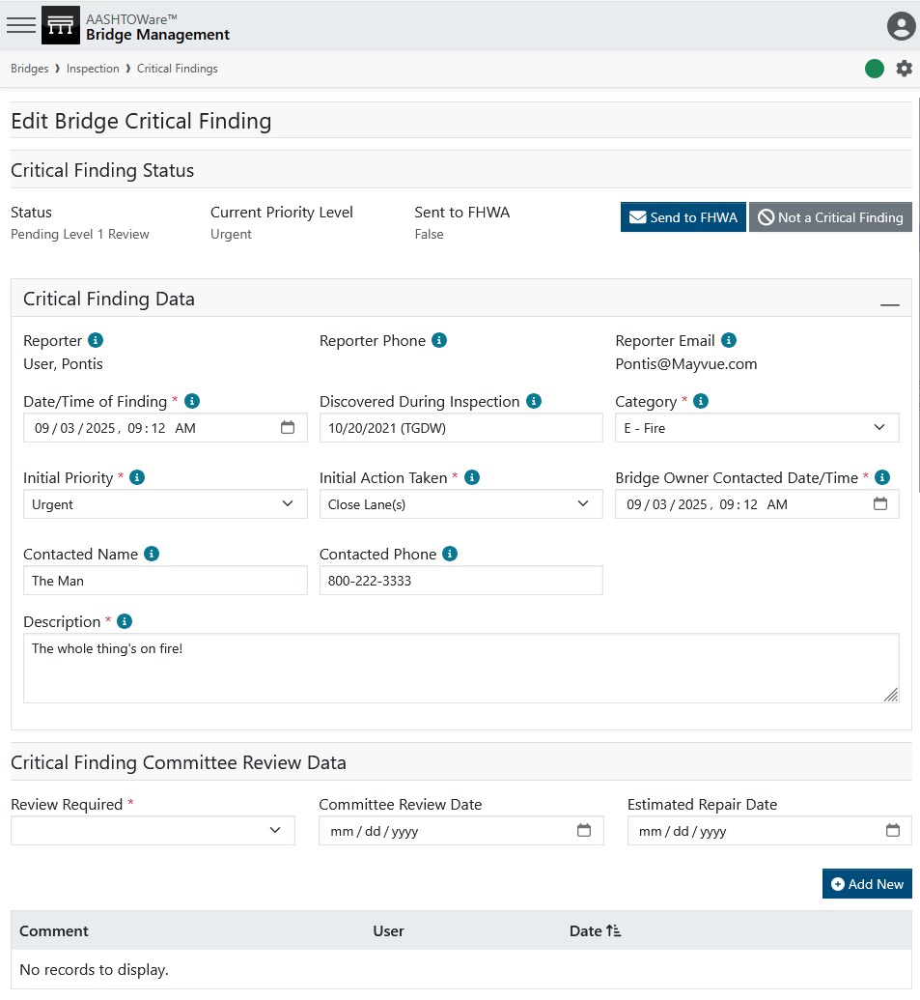 AASHTOWare™
Bridge Management
Bridges ❯ Inspection ❯ Critical Findings
Edit Bridge Critical Finding
Critical Finding Status
Status Current Priority Level Sent to FHWA Send to FHWA Not a Critical Finding
Pending Level 1 Review Urgent False
Critical Finding Data
Reporter Reporter Phone Reporter Email
User, Pontis Pontis@Mayvue.com
Date/Time of Finding * Discovered During Inspection Category *
09/03/2025, 09:12 AM 10/20/2021 (TGDW) E - Fire
Initial Priority * Initial Action Taken * Bridge Owner Contacted Date/Time *
Urgent Close Lane(s) 09/03/2025, 09:12 AM
Contacted Name Contacted Phone
The Man 800-222-3333
Description *
The whole thing's on fire!
Critical Finding Committee Review Data
Review Required * Committee Review Date Estimated Repair Date
mm/dd/yyyy mm/dd/yyyy
Add New
Comment User Date
No records to display.